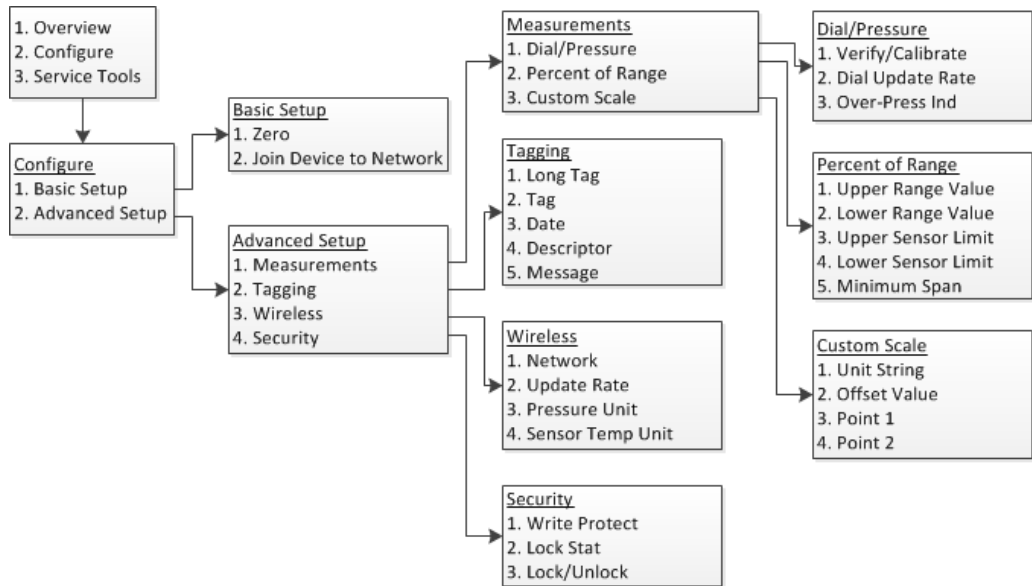 1. Overview
2. Configure
3. Service Tools
Configure
1. Basic Setup
2. Advanced Setup
Basic Setup
1. Zero
2. Join Device to Network
Advanced Setup
1. Measurements
2. Tagging
3. Wireless
4. Security
Measurements
1. Dial/Pressure
2. Percent of Range
3. Custom Scale
Tagging
1. Long Tag
2. Tag
3. Date
4. Descriptor
5. Message
Wireless
1. Network
2. Update Rate
3. Pressure Unit
4. Sensor Temp Unit
Security
1. Write Protect
2. Lock Stat
3. Lock/Unlock
Dial/Pressure
1. Verify/Calibrate
2. Dial Update Rate
3. Over-Press Ind
Percent of Range
1. Upper Range Value
2. Lower Range Value
3. Upper Sensor Limit
4. Lower Sensor Limit
5. Minimum Span
Custom Scale
1. Unit String
2. Offset Value
3. Point 1
4. Point 2